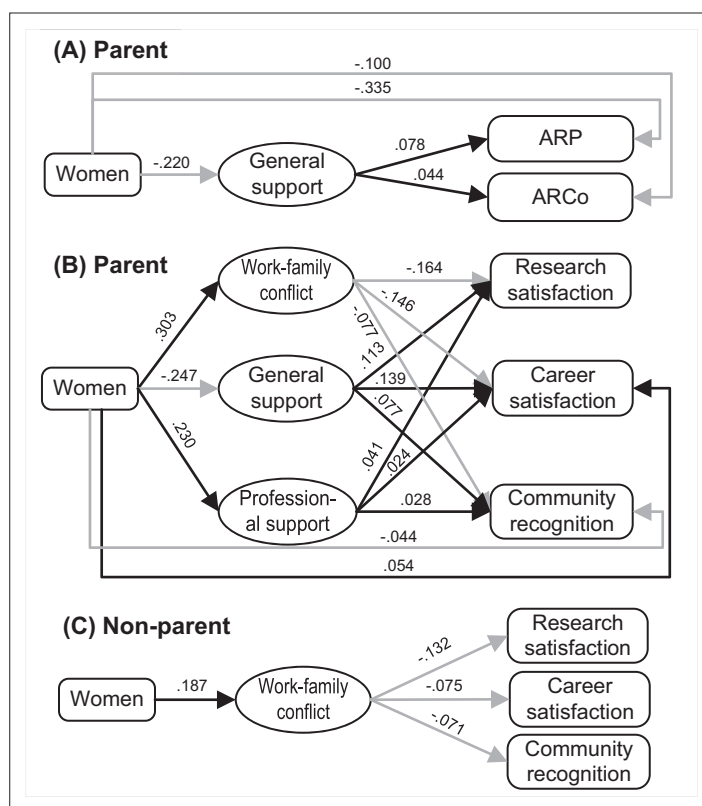 (A) Parent
-.100
-.335
Women
-.220
General
support
.078
.044
ARP
ARCo
(B) Parent
Work-family
conflict
-.164
-.146
-.077
Research
satisfaction
.303
.113
Women
-.247
General
support
.139
.077
Career
satisfaction
.230
.041
.024
Profession-
al support
.028
Community
recognition
-.044
.054
(C) Non-parent
Research
satisfaction
-.132
Women
.187
Work-family
conflict
-.075
Career
satisfaction
-.071
Community
recognition